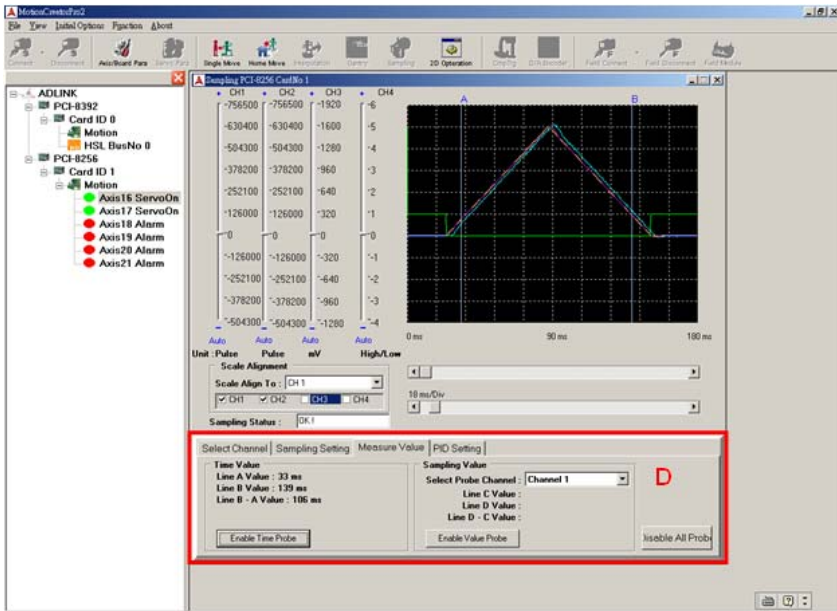 MotionCreatorPro2
File View Initial Options Function About
Connect Disconnect Axis/Board Para Servo Para Single Move Home Move Interpolation Gantry Sampling 2D Opteration CmpTrg Field Connect Field Disconnect Field Module
ADLINK
PCI-8392
Card ID 0
Motion
HSL BusNo 0
PCI-8256
Card ID 1
Motion
Axis16 ServoOn
Axis17 ServoOn
Axis18 Alarm
Axis19 Alarm
Axis20 Alarm
Axis21 Alarm
Sampling PCI-8256 CardNo 1
CH1 CH2 CH3 CH4
-756500 -756500 -1920 -6
-630400 -630400 -1600 -5
-504300 -504300 -1280 -4
-378200 -378200 -960 -3
-252100 -252100 -640 -2
-126000 -126000 -320 -1
-0 -0 -0 -0
-126000 -126000 -320 -1
-252100 -252100 -640 -2
-378200 -378200 -960 -3
-504300 -504300 -1280 -4
Auto Auto Auto Auto
Unit : Pulse Pulse mV High/Low
A B
0 ms 90 ms 180 ms
Scale Alignment
Scale Align To : CH 1
CH1 CH2 CH3 CH4
Sampling Status : OK !
18 ms/Div
Select Channel Sampling Setting Measure Value PID Setting
Time Value
Line A Value : 33 ms
Line B Value : 139 ms
Line B - A Value : 106 ms
Enable Time Probe
Sampling Value
Select Probe Channel : Channel 1
Line C Value :
Line D Value :
Line D - C Value :
Enable Value Probe
D
Disable All Prob